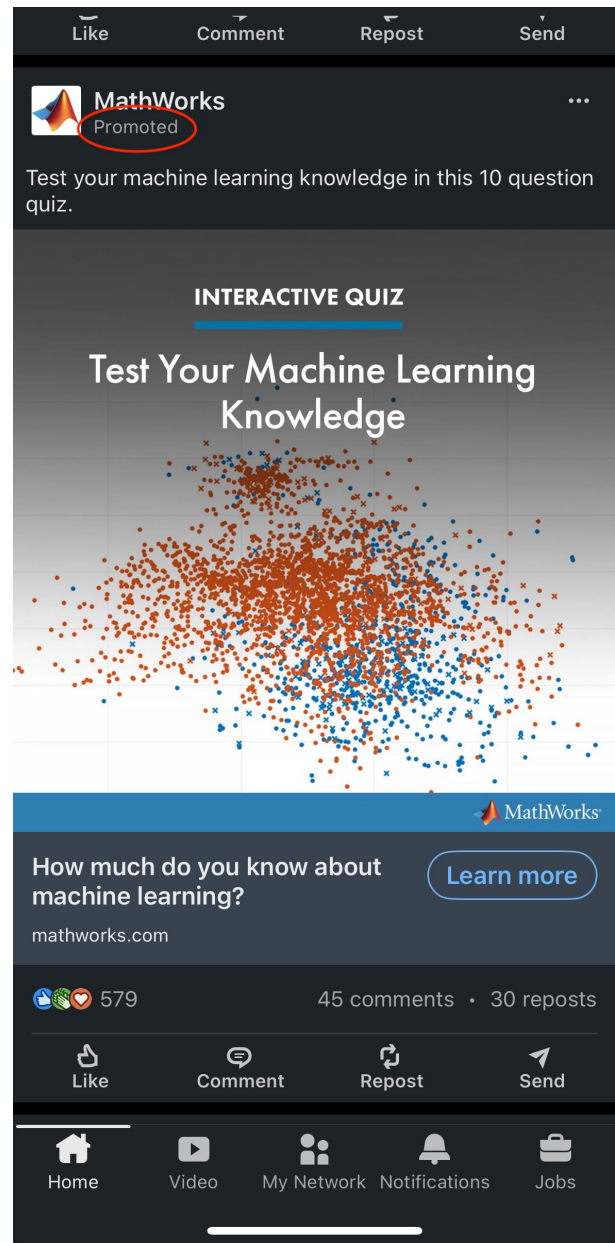 Like Comment Repost Send
MathWorks
Promoted
Test your machine learning knowledge in this 10 question
quiz.
INTERACTIVE QUIZ
Test Your Machine Learning
Knowledge
MathWorks
How much do you know about
machine learning?
Learn more
mathworks.com
579 45 comments • 30 reposts
Like Comment Repost Send
Home Video My Network Notifications Jobs